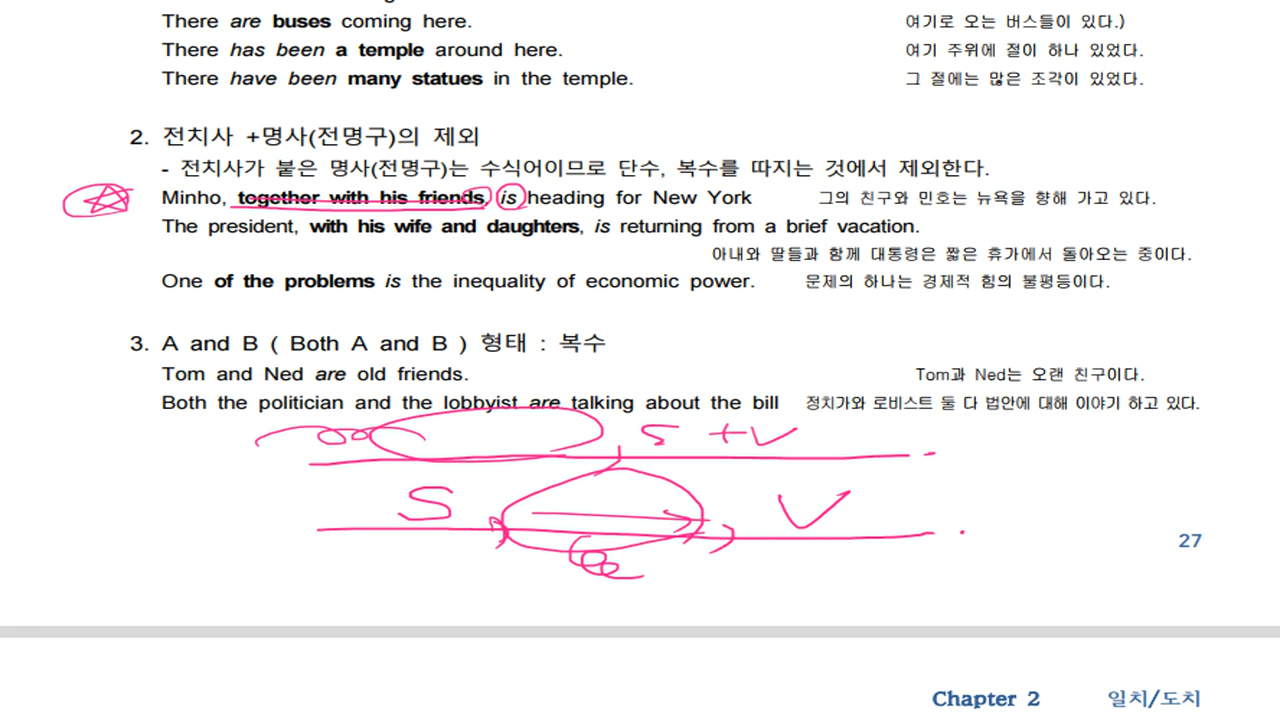 There are buses coming here. 여기로 오는 버스들이 있다.)
There has been a temple around here. 여기 주위에 절이 하나 있었다.
There have been many statues in the temple. 그 절에는 많은 조각이 있었다.
2. 전치사 +명사(전명구)의 제외
- 전치사가 붙은 명사(전명구)는 수식어이므로 단수, 복수를 따지는 것에서 제외한다.
Minho, together with his friends, is heading for New York 그의 친구와 민호는 뉴욕을 향해 가고 있다.
The president, with his wife and daughters, is returning from a brief vacation.
아내와 딸들과 함께 대통령은 짧은 휴가에서 돌아오는 중이다.
One of the problems is the inequality of economic power. 문제의 하나는 경제적 힘의 불평등이다.
3. A and B ( Both A and B ) 형태 : 복수
Tom and Ned are old friends. Tom과 Ned는 오랜 친구이다.
Both the politician and the lobbyist are talking about the bill 정치가와 로비스트 둘 다 법안에 대해 이야기 하고 있다.
, S + V .
S , , V .
27
Chapter 2 일치/도치